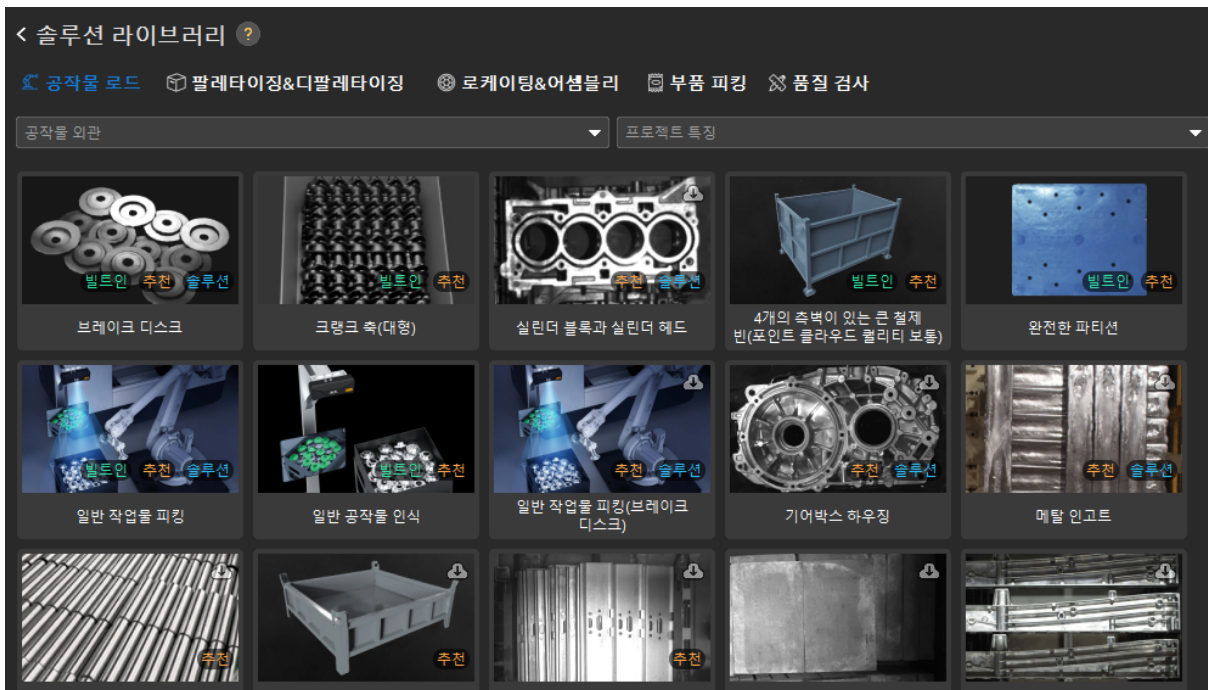 솔루션 라이브러리 ?
공작물 로드 팔레타이징&디팔레타이징 로케이팅&어셈블리 부품 피킹 품질 검사
공작물 외관 프로젝트 특징
빌트인 추천 솔루션 빌트인 추천 추천 솔루션 빌트인 추천 빌트인 추천
브레이크 디스크 크랭크 축(대형) 실린더 블록과 실린더 헤드 4개의 측벽이 있는 큰 철제
빈(포인트 클라우드 퀄리티 보통) 완전한 파티션
빌트인 추천 솔루션 빌트인 추천 추천 솔루션 추천 솔루션 추천 솔루션
일반 작업물 피킹 일반 공작물 인식 일반 작업물 피킹(브레이크
디스크) 기어박스 하우징 메탈 인고트
추천 추천 추천